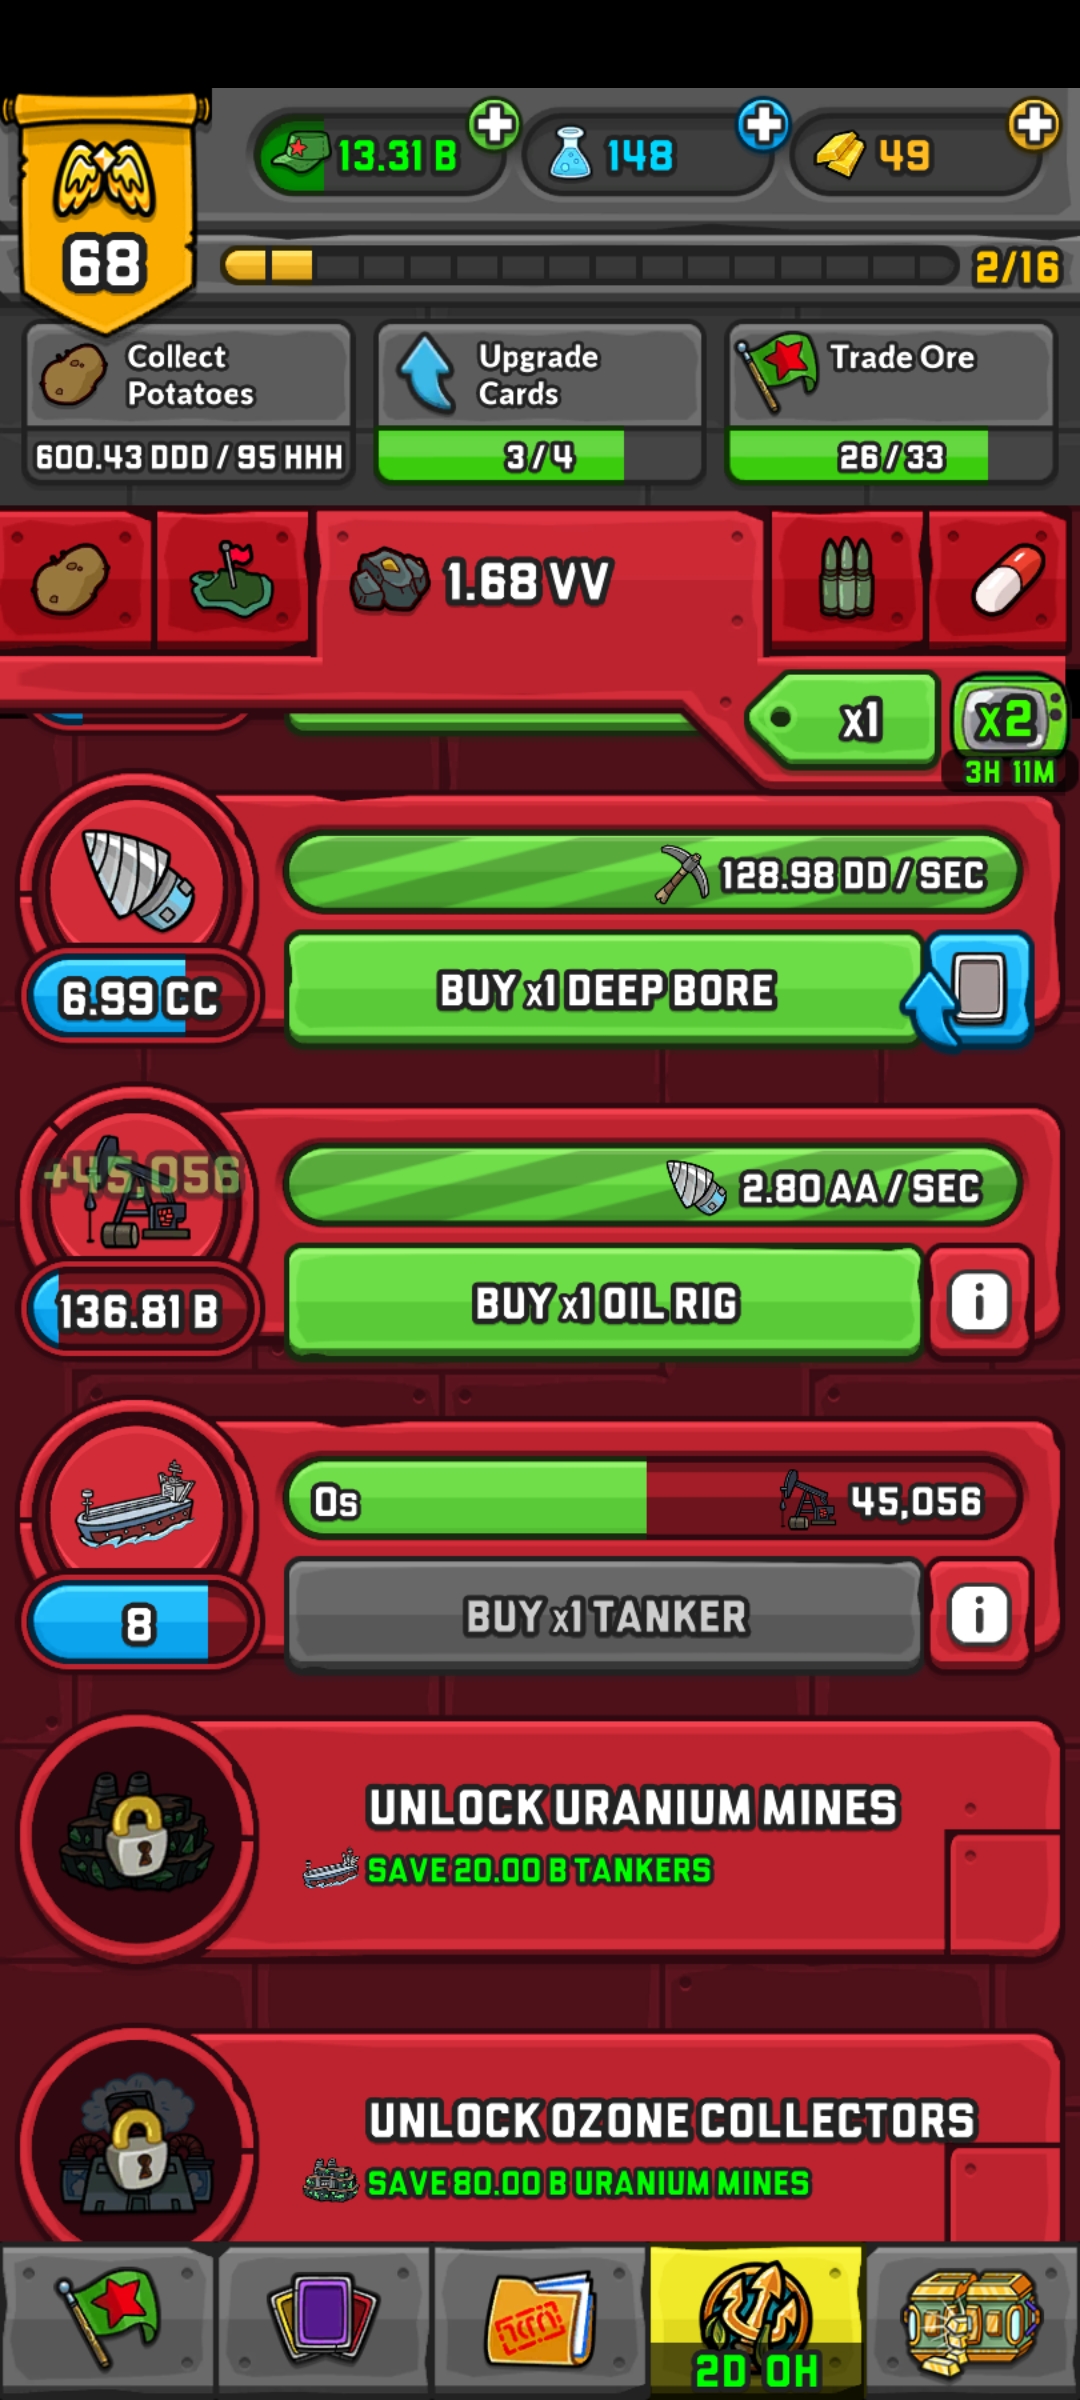 13.31 B
148
49
68
2/16
Collect
Potatoes
600.43 DDD / 95 HHH
Upgrade
Cards
3/4
Trade Ore
26/33
1.68 VV
x1
x2
3H 11M
128.98 DD / SEC
6.99 CC
BUY x1 DEEP BORE
+45,056
2.80 AA / SEC
136.81 B
BUY x1 OIL RIG
i
0s
45,056
8
BUY x1 TANKER
i
UNLOCK URANIUM MINES
SAVE 20.00 B TANKERS
UNLOCK OZONE COLLECTORS
SAVE 80.00 B URANIUM MINES
2D 0H